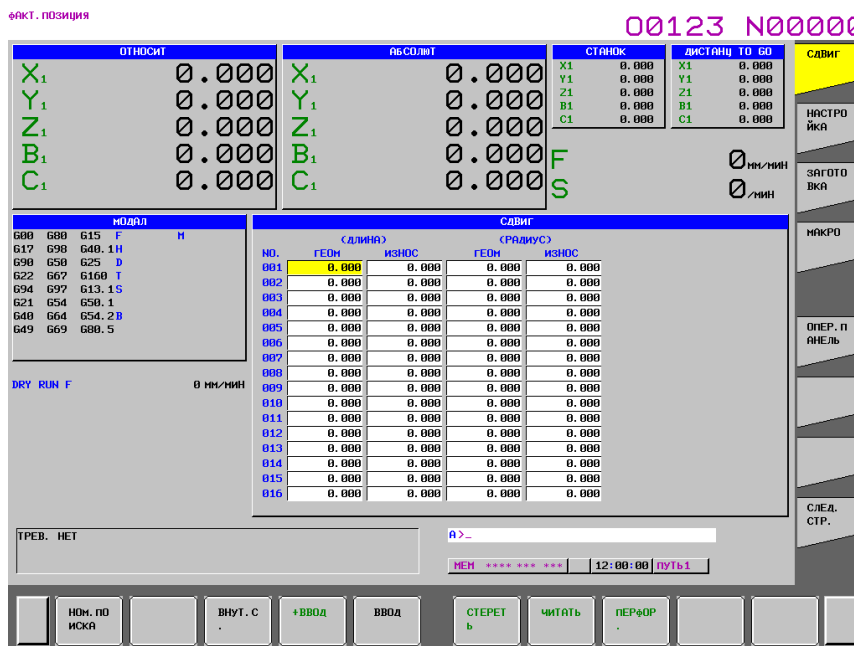 ФАКТ.ПОЗИЦИЯ
O0123 N00000
ОТНОСИТ
X1 0.000
Y1 0.000
Z1 0.000
B1 0.000
C1 0.000
АБСОЛЮТ
X1 0.000
Y1 0.000
Z1 0.000
B1 0.000
C1 0.000
СТАНОК
X1 0.000
Y1 0.000
Z1 0.000
B1 0.000
C1 0.000
ДИСТАНЦ TO GO
X1 0.000
Y1 0.000
Z1 0.000
B1 0.000
C1 0.000
F 0 ММ/МИН
S 0 /МИН
МОДАЛ
G00 G80 G15 F M
G17 G98 G40.1 H
G90 G50 G25 D
G22 G67 G160 T
G94 G97 G13.1 S
G21 G54 G50.1
G40 G64 G54.2 B
G49 G69 G80.5
DRY RUN F 0 ММ/МИН
СДВИГ
(ДЛИНА) (РАДИУС)
NO. ГЕОМ ИЗНОС ГЕОМ ИЗНОС
001 0.000 0.000 0.000 0.000
002 0.000 0.000 0.000 0.000
003 0.000 0.000 0.000 0.000
004 0.000 0.000 0.000 0.000
005 0.000 0.000 0.000 0.000
006 0.000 0.000 0.000 0.000
007 0.000 0.000 0.000 0.000
008 0.000 0.000 0.000 0.000
009 0.000 0.000 0.000 0.000
010 0.000 0.000 0.000 0.000
011 0.000 0.000 0.000 0.000
012 0.000 0.000 0.000 0.000
013 0.000 0.000 0.000 0.000
014 0.000 0.000 0.000 0.000
015 0.000 0.000 0.000 0.000
016 0.000 0.000 0.000 0.000
ТРЕВ. НЕТ
A>_
MEM **** *** *** 12:00:00 ПУТЬ1
СДВИГ
НАСТРО
ЙКА
ЗАГОТО
ВКА
МАКРО
ОПЕР.П
АНЕЛЬ
СЛЕД.
СТР.
НОМ.ПО
ИСКА
ВНУТ.С
.
+ВВОД
ВВОД
СТЕРЕТ
Ь
ЧИТАТЬ
ПЕРФОР
.